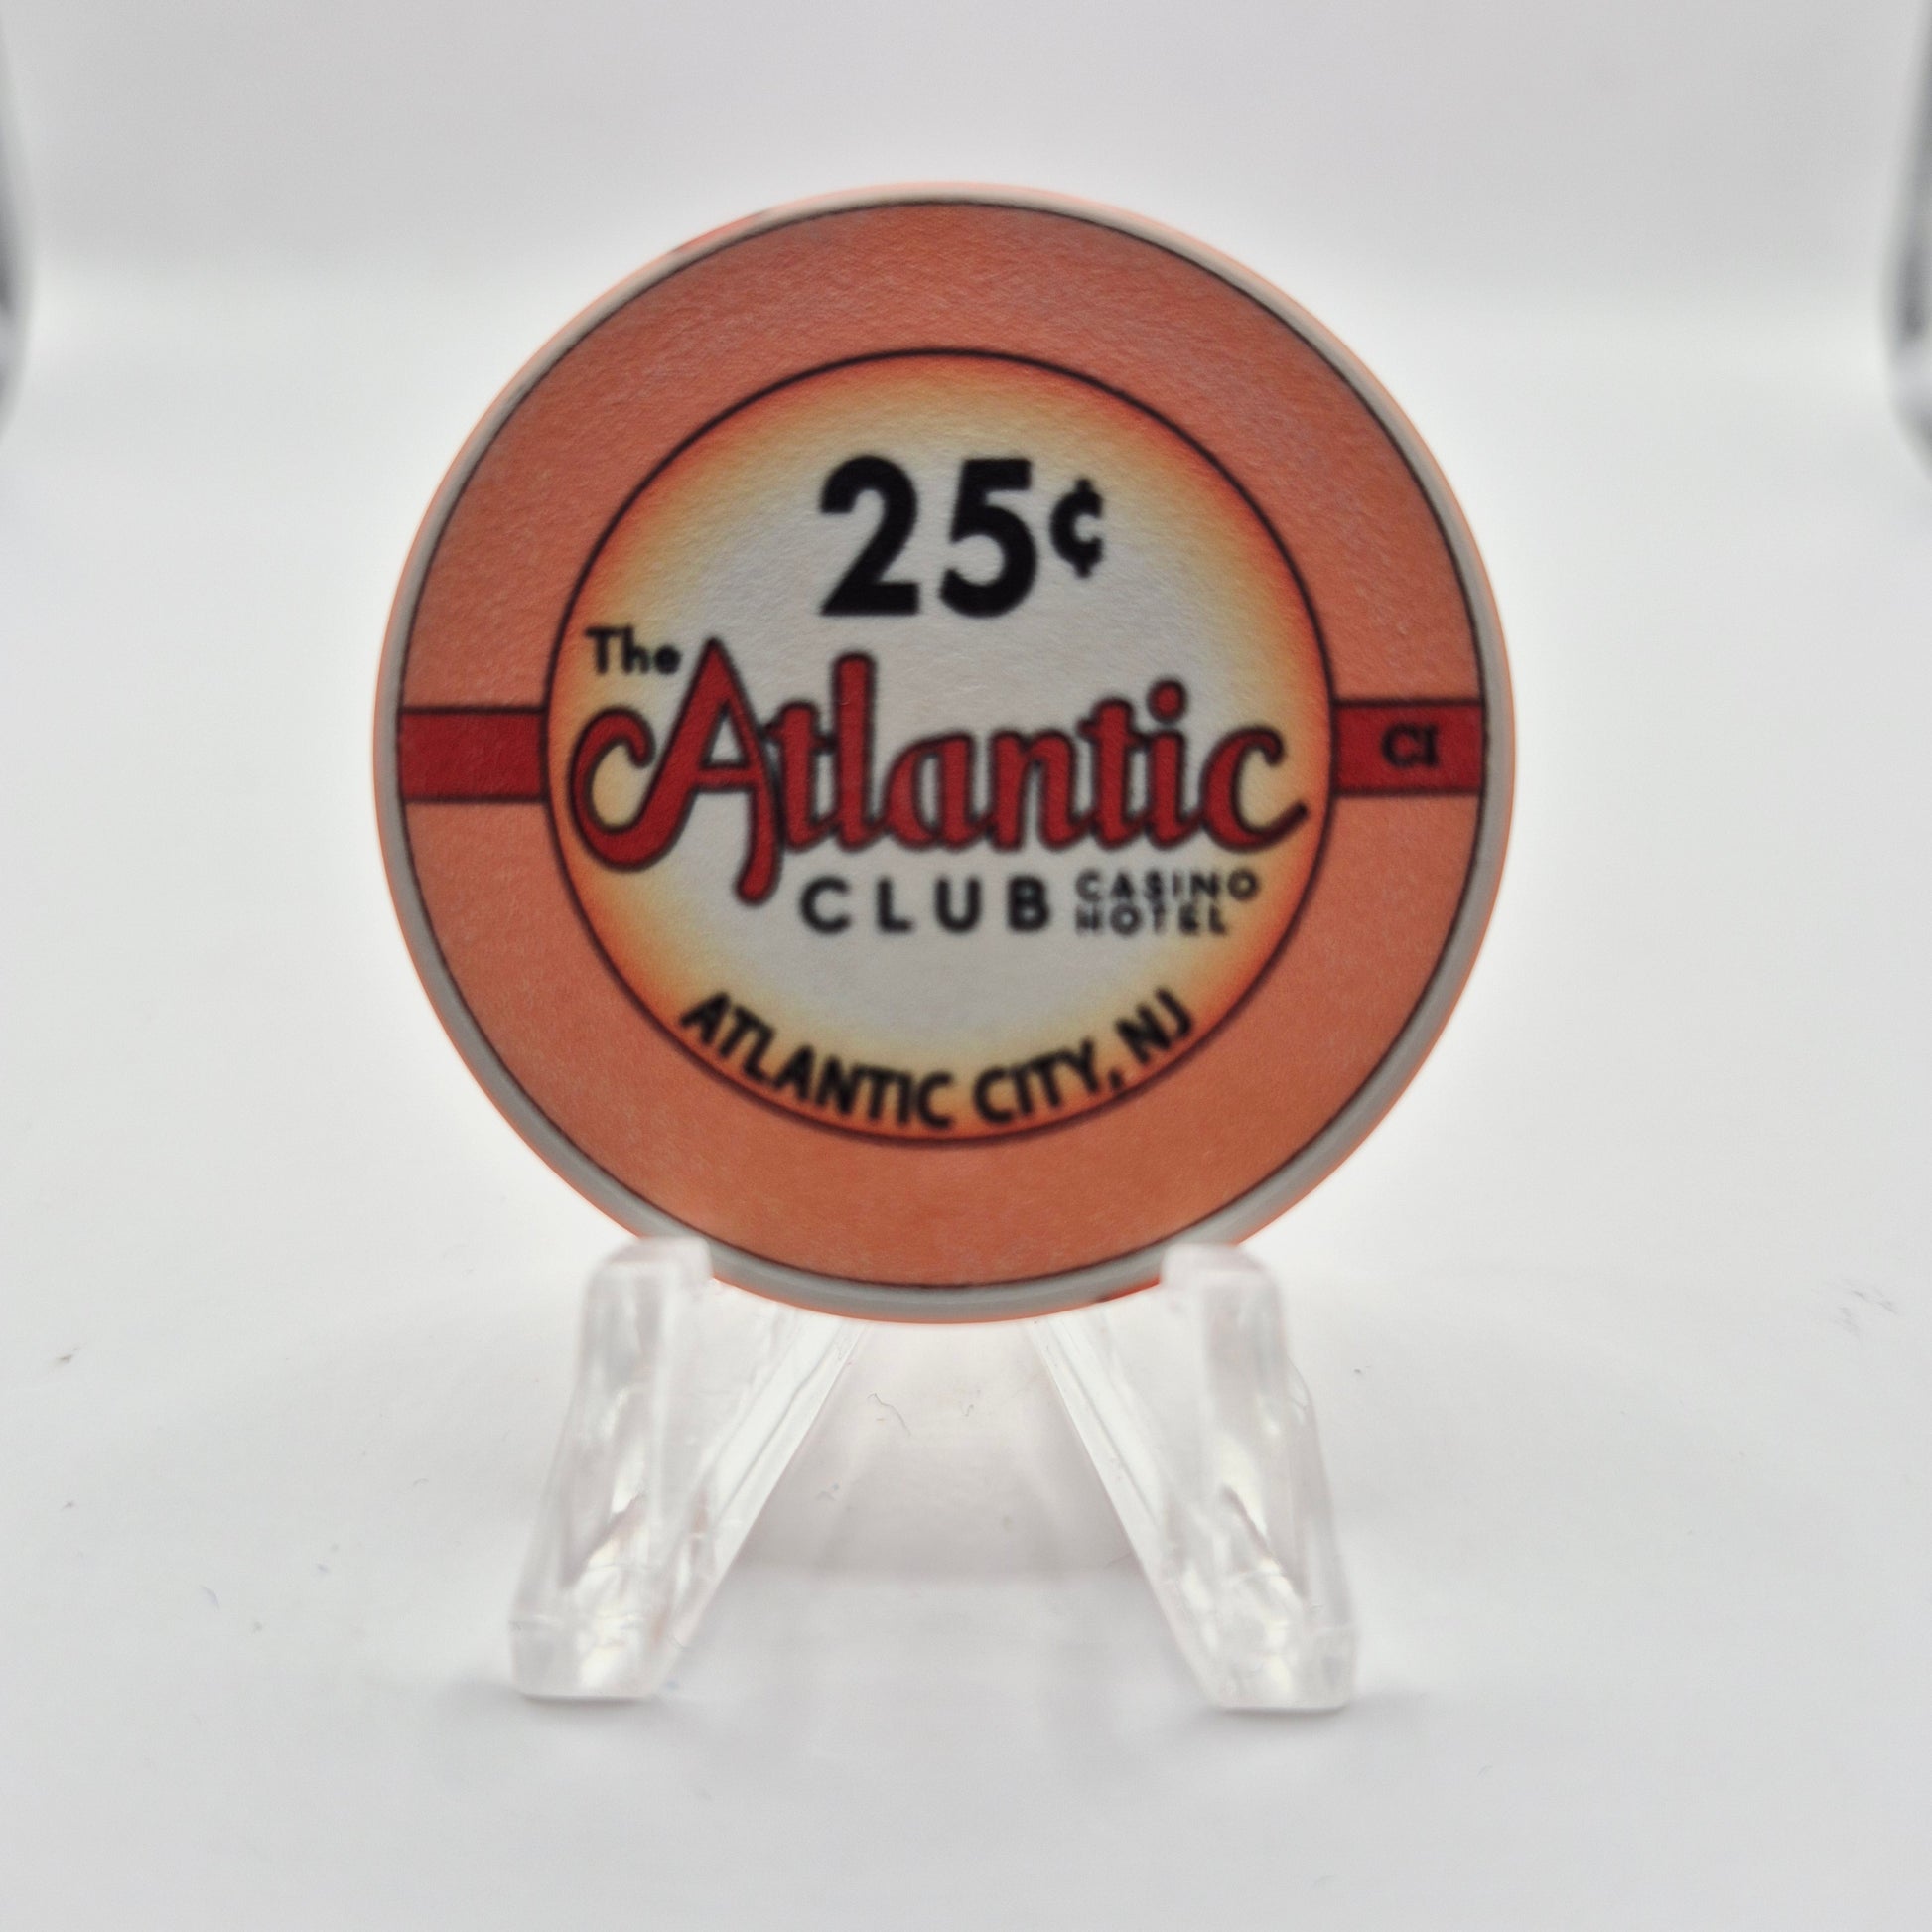 25¢
The
Atlantic
CLUB CASINO
HOTEL
CI
ATLANTIC CITY, NJ